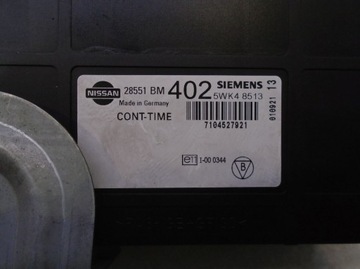 NISSAN 28551 BM 402 SIEMENS
Made in Germany 5WK4 8513
CONT-TIME
7104527921
010921 13
e11 I-00 0344 B